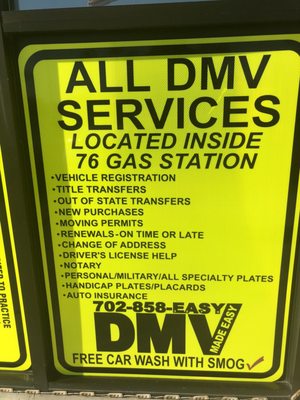 ALL DMV
SERVICES
LOCATED INSIDE
76 GAS STATION
•VEHICLE REGISTRATION
•TITLE TRANSFERS
•OUT OF STATE TRANSFERS
•NEW PURCHASES
•MOVING PERMITS
•RENEWALS-ON TIME OR LATE
•CHANGE OF ADDRESS
•DRIVER'S LICENSE HELP
•NOTARY
•PERSONAL/MILITARY/ALL SPECIALTY PLATES
•HANDICAP PLATES/PLACARDS
•AUTO INSURANCE
702-858-EASY
DMV
MADE EASY
FREE CAR WASH WITH SMOG✓
TO PRACTICE